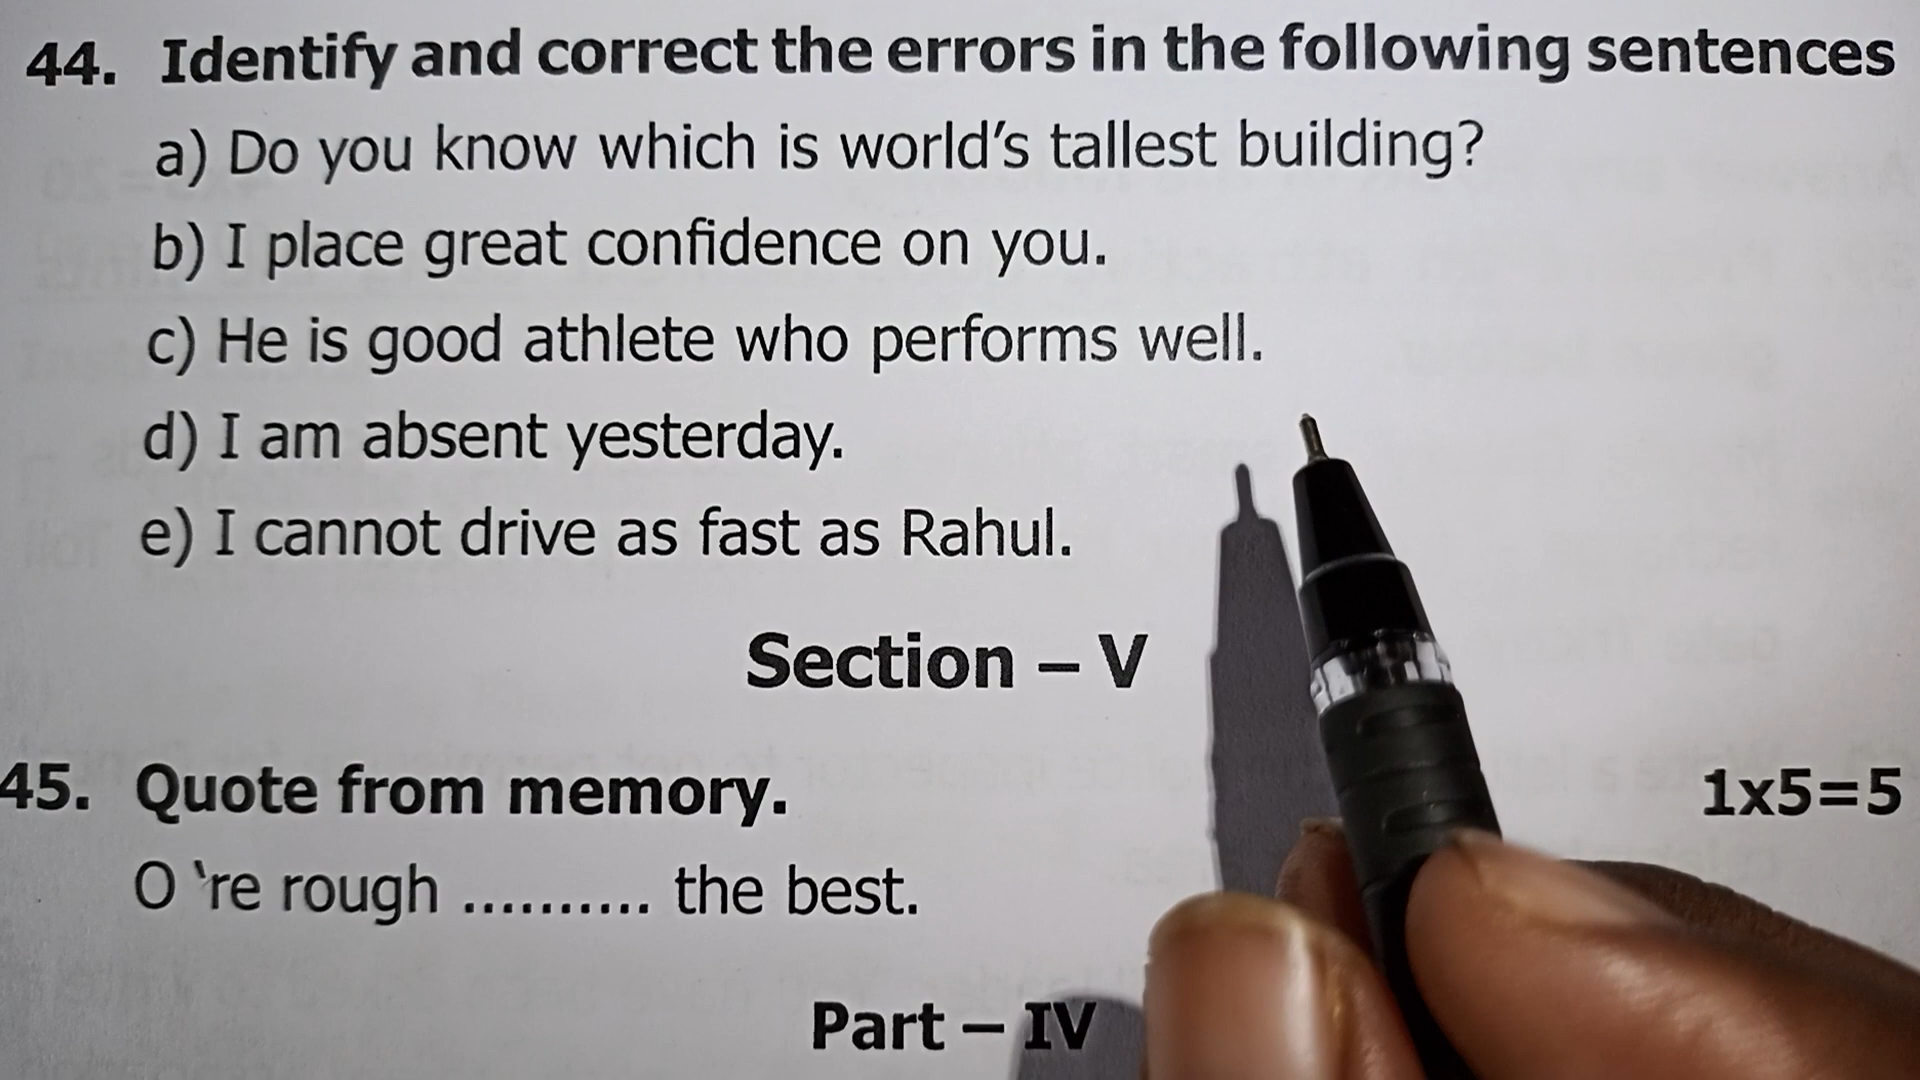 44. Identify and correct the errors in the following sentences
a) Do you know which is world’s tallest building?
b) I place great confidence on you.
c) He is good athlete who performs well.
d) I am absent yesterday.
e) I cannot drive as fast as Rahul.
Section – V
45. Quote from memory. 1x5=5
O ‛re rough .......... the best.
Part – IV